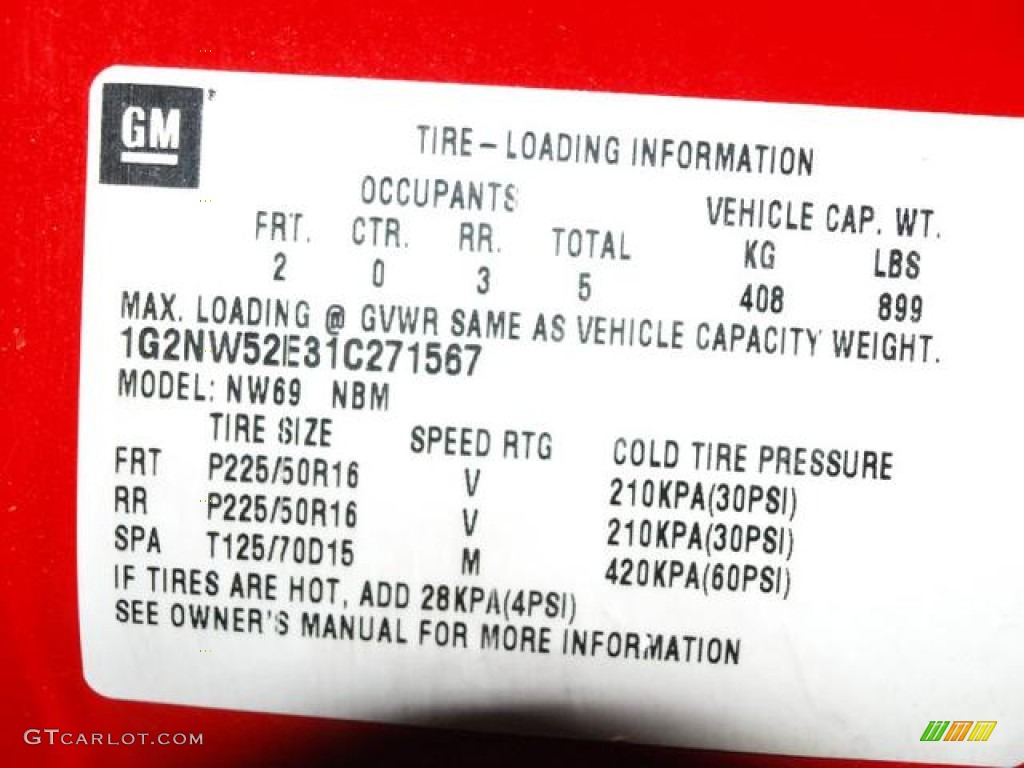 GM
TIRE-LOADING INFORMATION
OCCUPANTS VEHICLE CAP. WT.
FRT. CTR. RR. TOTAL KG LBS
2 0 3 5 408 899
MAX. LOADING @ GVWR SAME AS VEHICLE CAPACITY WEIGHT.
1G2NW52E31C271567
MODEL: NW69 NBM
TIRE SIZE SPEED RTG COLD TIRE PRESSURE
FRT P225/50R16 V 210KPA(30PSI)
RR P225/50R16 V 210KPA(30PSI)
SPA T125/70D15 M 420KPA(60PSI)
IF TIRES ARE HOT, ADD 28KPA(4PSI)
SEE OWNER'S MANUAL FOR MORE INFORMATION
GTCARLOT.COM